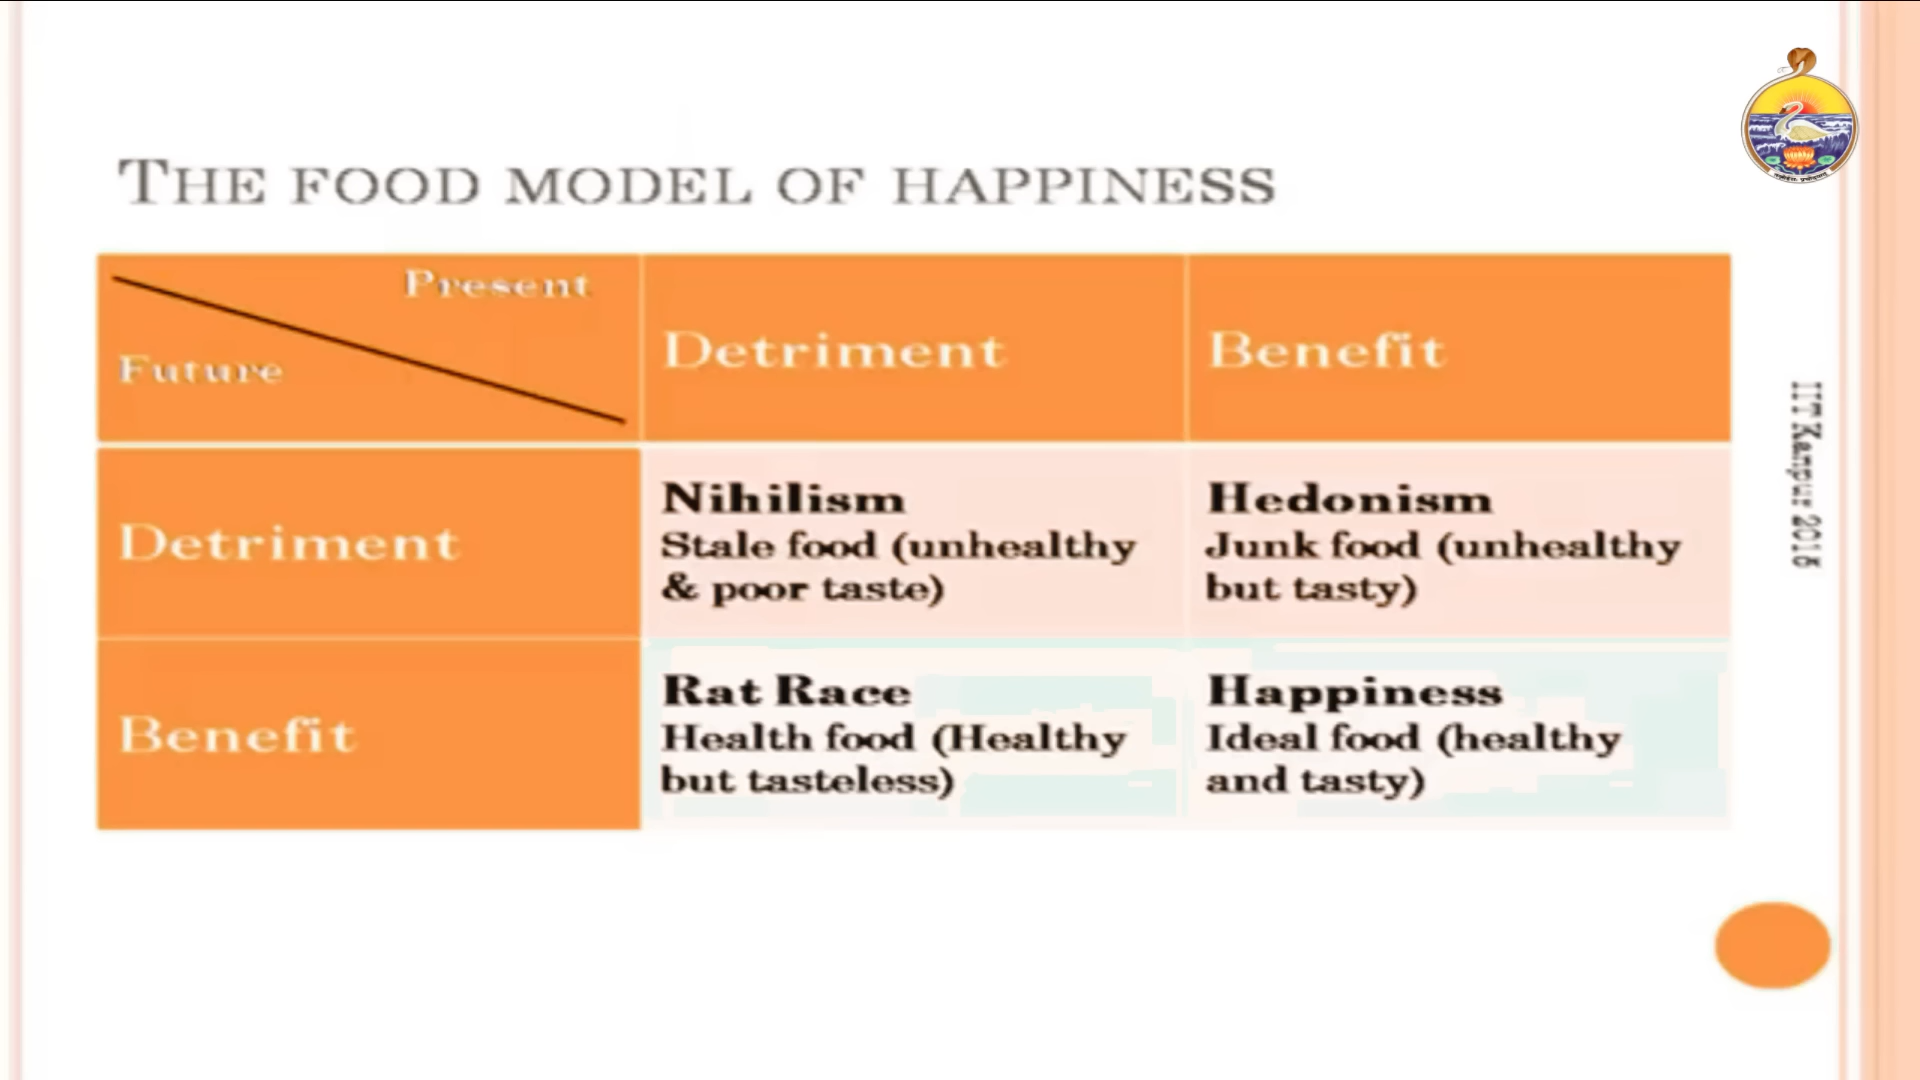 THE FOOD MODEL OF HAPPINESS
Present
Future
Detriment
Benefit
Detriment
Nihilism
Stale food (unhealthy
& poor taste)
Hedonism
Junk food (unhealthy
but tasty)
Benefit
Rat Race
Health food (Healthy
but tasteless)
Happiness
Ideal food (healthy
and tasty)
IIT Kanpur